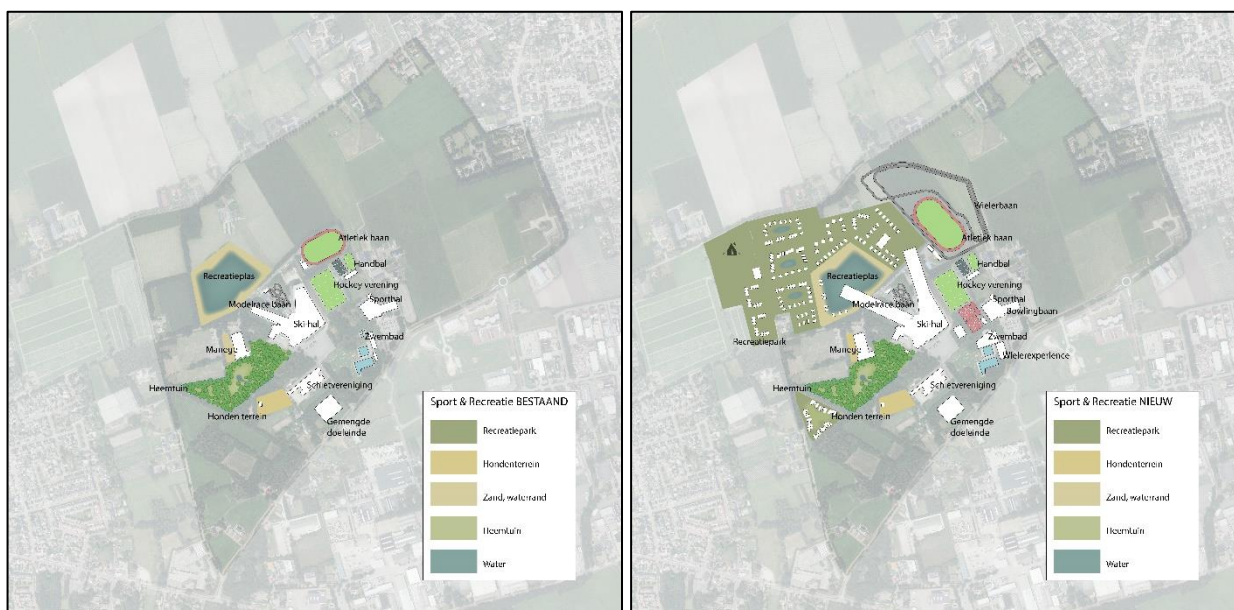 Atletiek baan
Handbal
Recreatieplas
Hockey verening
Modelrace baan
Sporthal
Ski-hal
Zwembad
Manege
Heemtuin
Schietvereniging
Honden terrein
Gemengde
doeleinde
Sport & Recreatie BESTAAND
Recreatiepark
Hondenterrein
Zand, waterrand
Heemtuin
Water
Wielerbaan
Atletiek baan
Handbal
Recreatieplas
Hockey verening
Modelrace baan
Sporthal
Bowlingbaan
Ski-hal
Zwembad
Recreatiepark
Manege
Wielerexperience
Heemtuin
Schietvereniging
Honden terrein
Gemengde
doeleinde
Sport & Recreatie NIEUW
Recreatiepark
Hondenterrein
Zand, waterrand
Heemtuin
Water